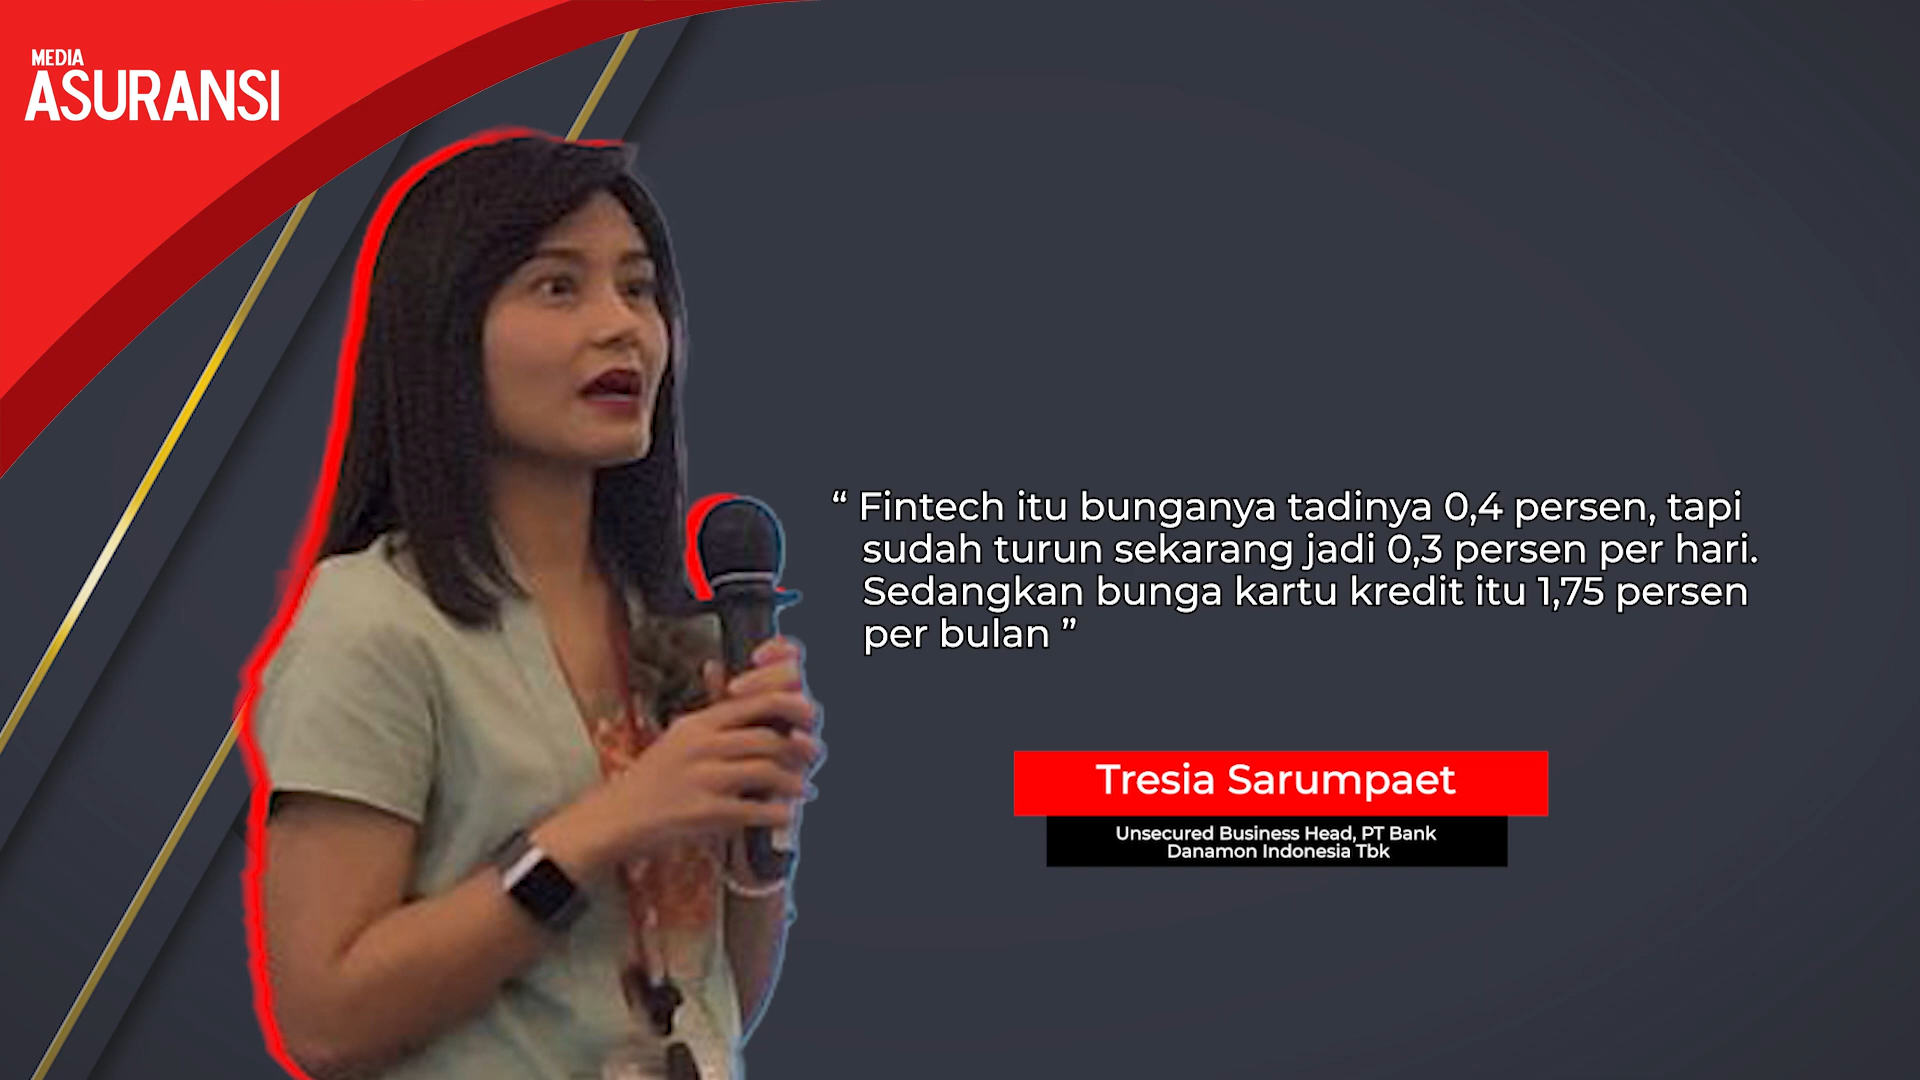 MEDIA
ASURANSI
“ Fintech itu bunganya tadinya 0,4 persen, tapi
sudah turun sekarang jadi 0,3 persen per hari.
Sedangkan bunga kartu kredit itu 1,75 persen
per bulan ”
Tresia Sarumpaet
Unsecured Business Head, PT Bank
Danamon Indonesia Tbk